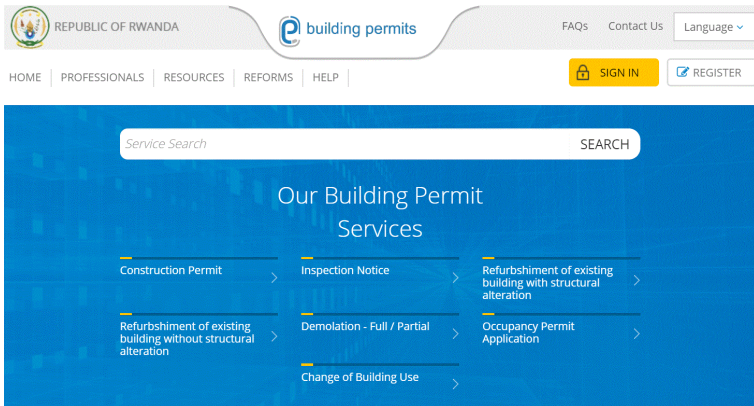 REPUBLIC OF RWANDA
building permits
FAQs
Contact Us
Language
HOME
PROFESSIONALS
RESOURCES
REFORMS
HELP
SIGN IN
REGISTER
Service Search
SEARCH
Our Building Permit
Services
Construction Permit
Inspection Notice
Refurbshiment of existing
building with structural
alteration
Refurbshiment of existing
building without structural
alteration
Demolation - Full / Partial
Occupancy Permit
Application
Change of Building Use